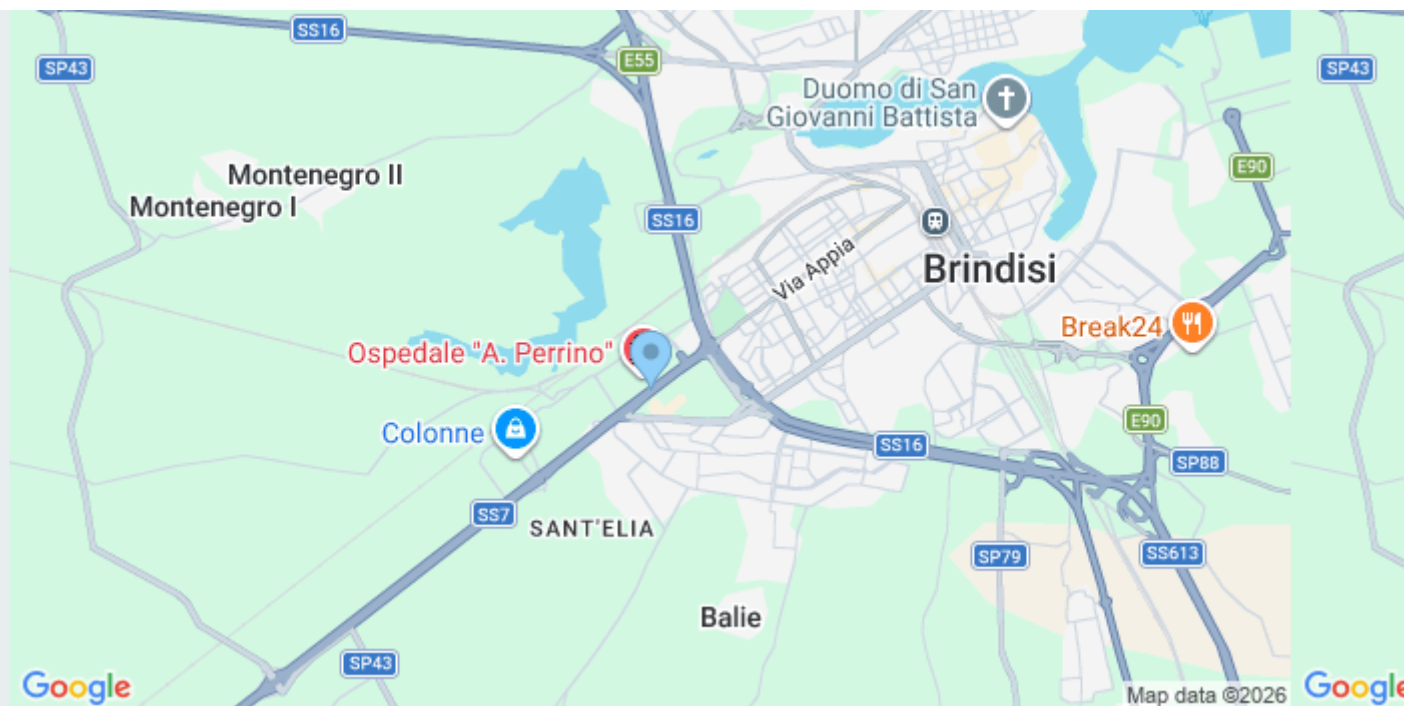 SS16
SP43
E55
SP43
Duomo di San
Giovanni Battista
E90
Montenegro II
Montenegro I
SS16
Via Appia
Brindisi
Break24
Ospedale "A. Perrino"
Colonne
E90
SS16
SP88
SS7
SANT'ELIA
SP79
SS613
Balie
SP43
Google
Map data ©2026
Google